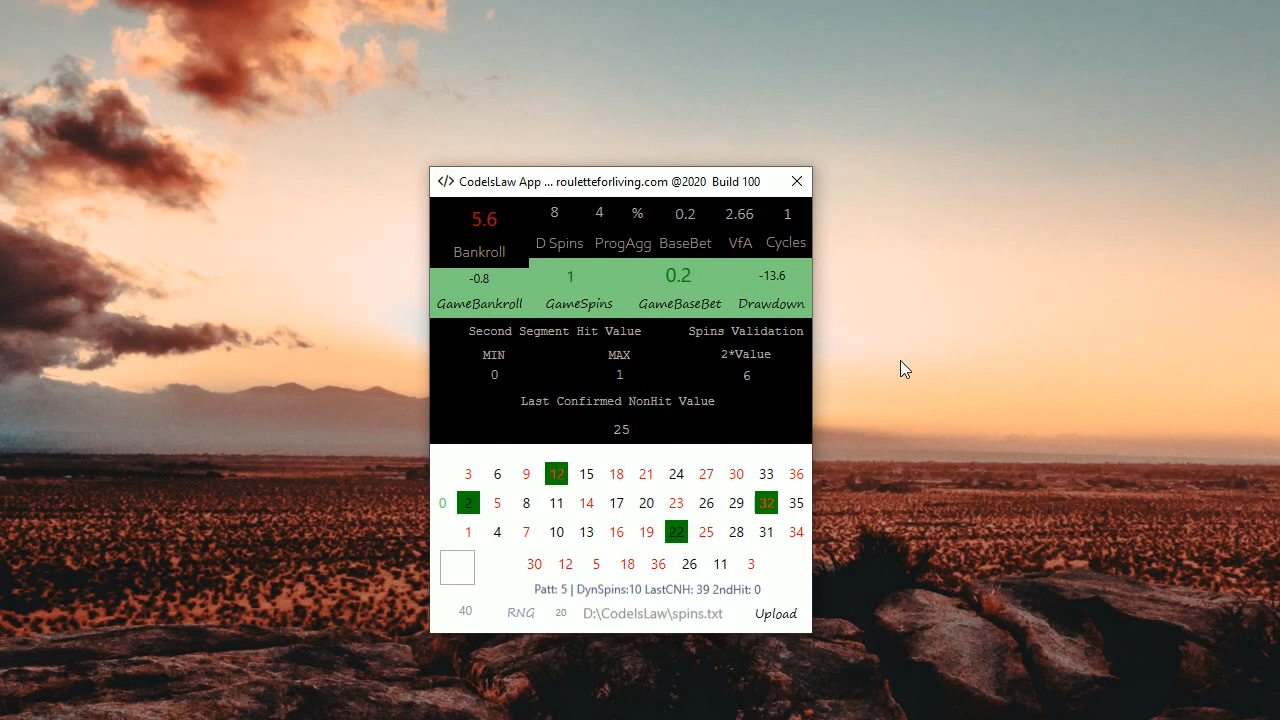 </> CodeIsLaw App ... rouletteforliving.com @2020 Build 100
5.6 8 4 % 0.2 2.66 1
Bankroll D Spins ProgAgg BaseBet VfA Cycles
-0.8 1 0.2 -13.6
GameBankroll GameSpins GameBaseBet Drawdown
Second Segment Hit Value Spins Validation
MIN MAX 2*Value
0 1 6
Last Confirmed NonHit Value
25
3 6 9 12 15 18 21 24 27 30 33 36
0 2 5 8 11 14 17 20 23 26 29 32 35
1 4 7 10 13 16 19 22 25 28 31 34
30 12 5 18 36 26 11 3
Patt: 5 | DynSpins:10 LastCNH: 39 2ndHit: 0
40 RNG 20 D:\CodeIsLaw\spins.txt Upload